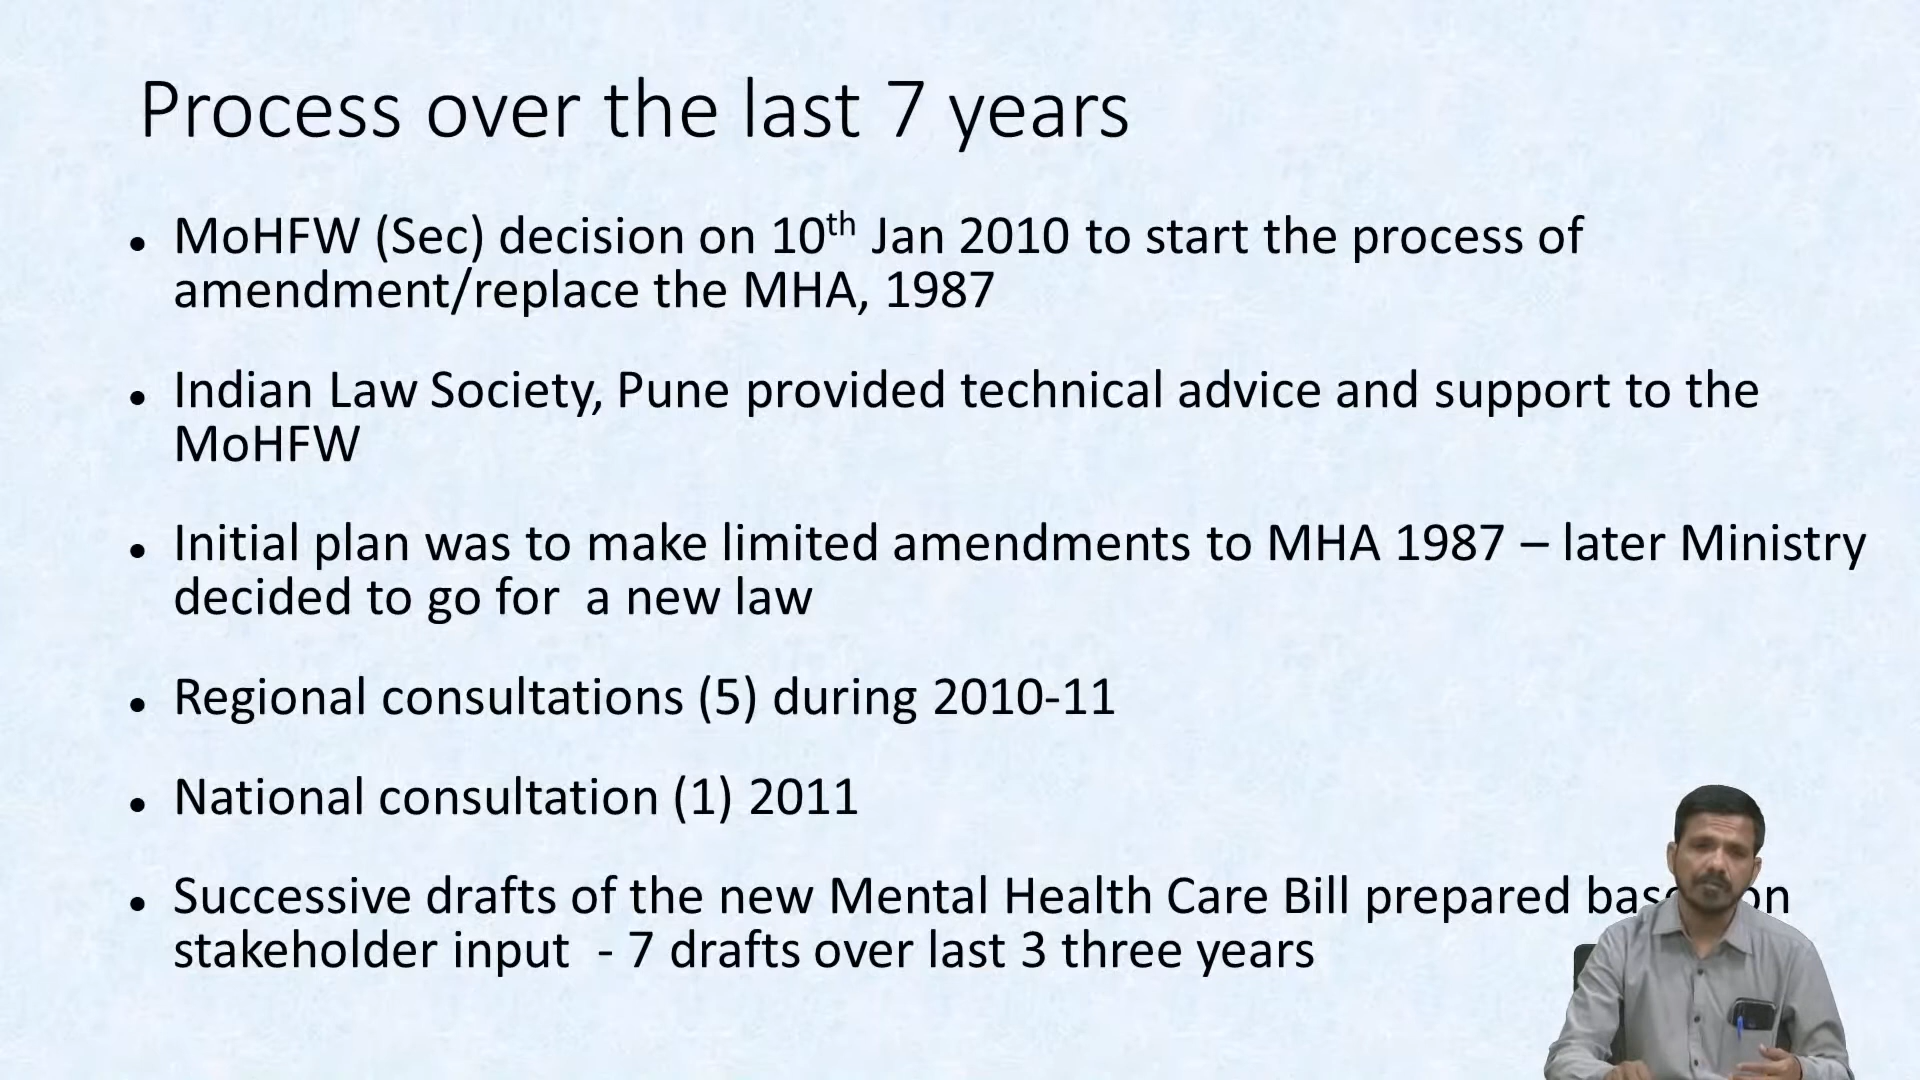 Process over the last 7 years
• MoHFW (Sec) decision on 10th Jan 2010 to start the process of
amendment/replace the MHA, 1987
• Indian Law Society, Pune provided technical advice and support to the
MoHFW
• Initial plan was to make limited amendments to MHA 1987 – later Ministry
decided to go for  a new law
• Regional consultations (5) during 2010-11
• National consultation (1) 2011
• Successive drafts of the new Mental Health Care Bill prepared on
stakeholder input  - 7 drafts over last 3 three years